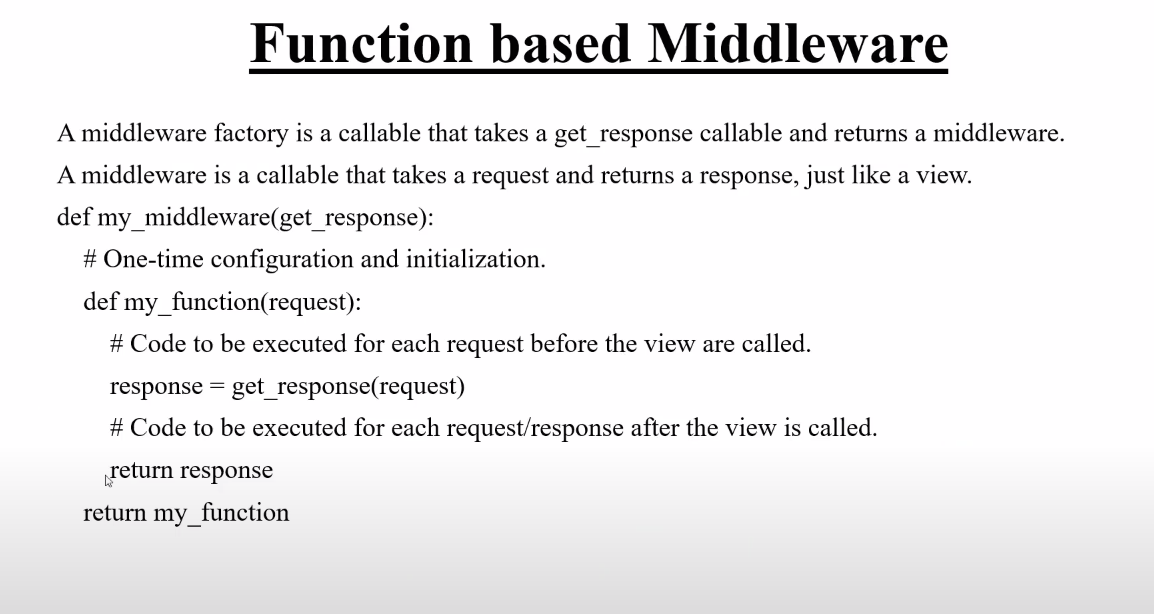 Function based Middleware
A middleware factory is a callable that takes a get_response callable and returns a middleware.
A middleware is a callable that takes a request and returns a response, just like a view.
def my_middleware(get_response):
# One-time configuration and initialization.
def my_function(request):
# Code to be executed for each request before the view are called.
response = get_response(request)
# Code to be executed for each request/response after the view is called.
return response
return my_function